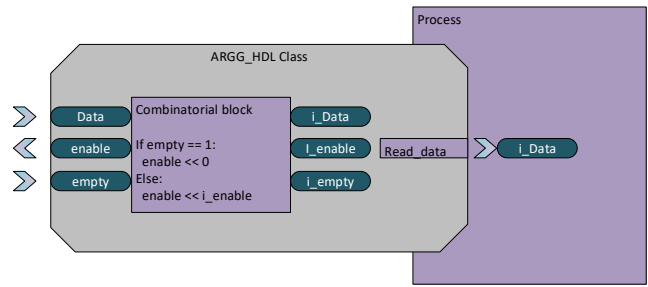 Process
ARGG_HDL Class
Data
Combinatorial block
i_Data
enable
If empty == 1:
enable << 0
I_enable
Read_data
i_Data
empty
Else:
enable << i_enable
i_empty